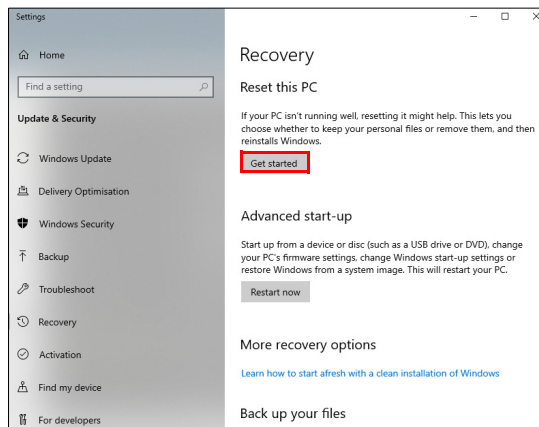 Settings
Home
Find a setting
Update & Security
Windows Update
Delivery Optimisation
Windows Security
Backup
Troubleshoot
Recovery
Activation
Find my device
For developers
Recovery
Reset this PC
If your PC isn't running well, resetting it might help. This lets you
choose whether to keep your personal files or remove them, and then
reinstalls Windows.
Get started
Advanced start-up
Start up from a device or disc (such as a USB drive or DVD), change
your PC's firmware settings, change Windows start-up settings or
restore Windows from a system image. This will restart your PC.
Restart now
More recovery options
Learn how to start afresh with a clean installation of Windows
Back up your files